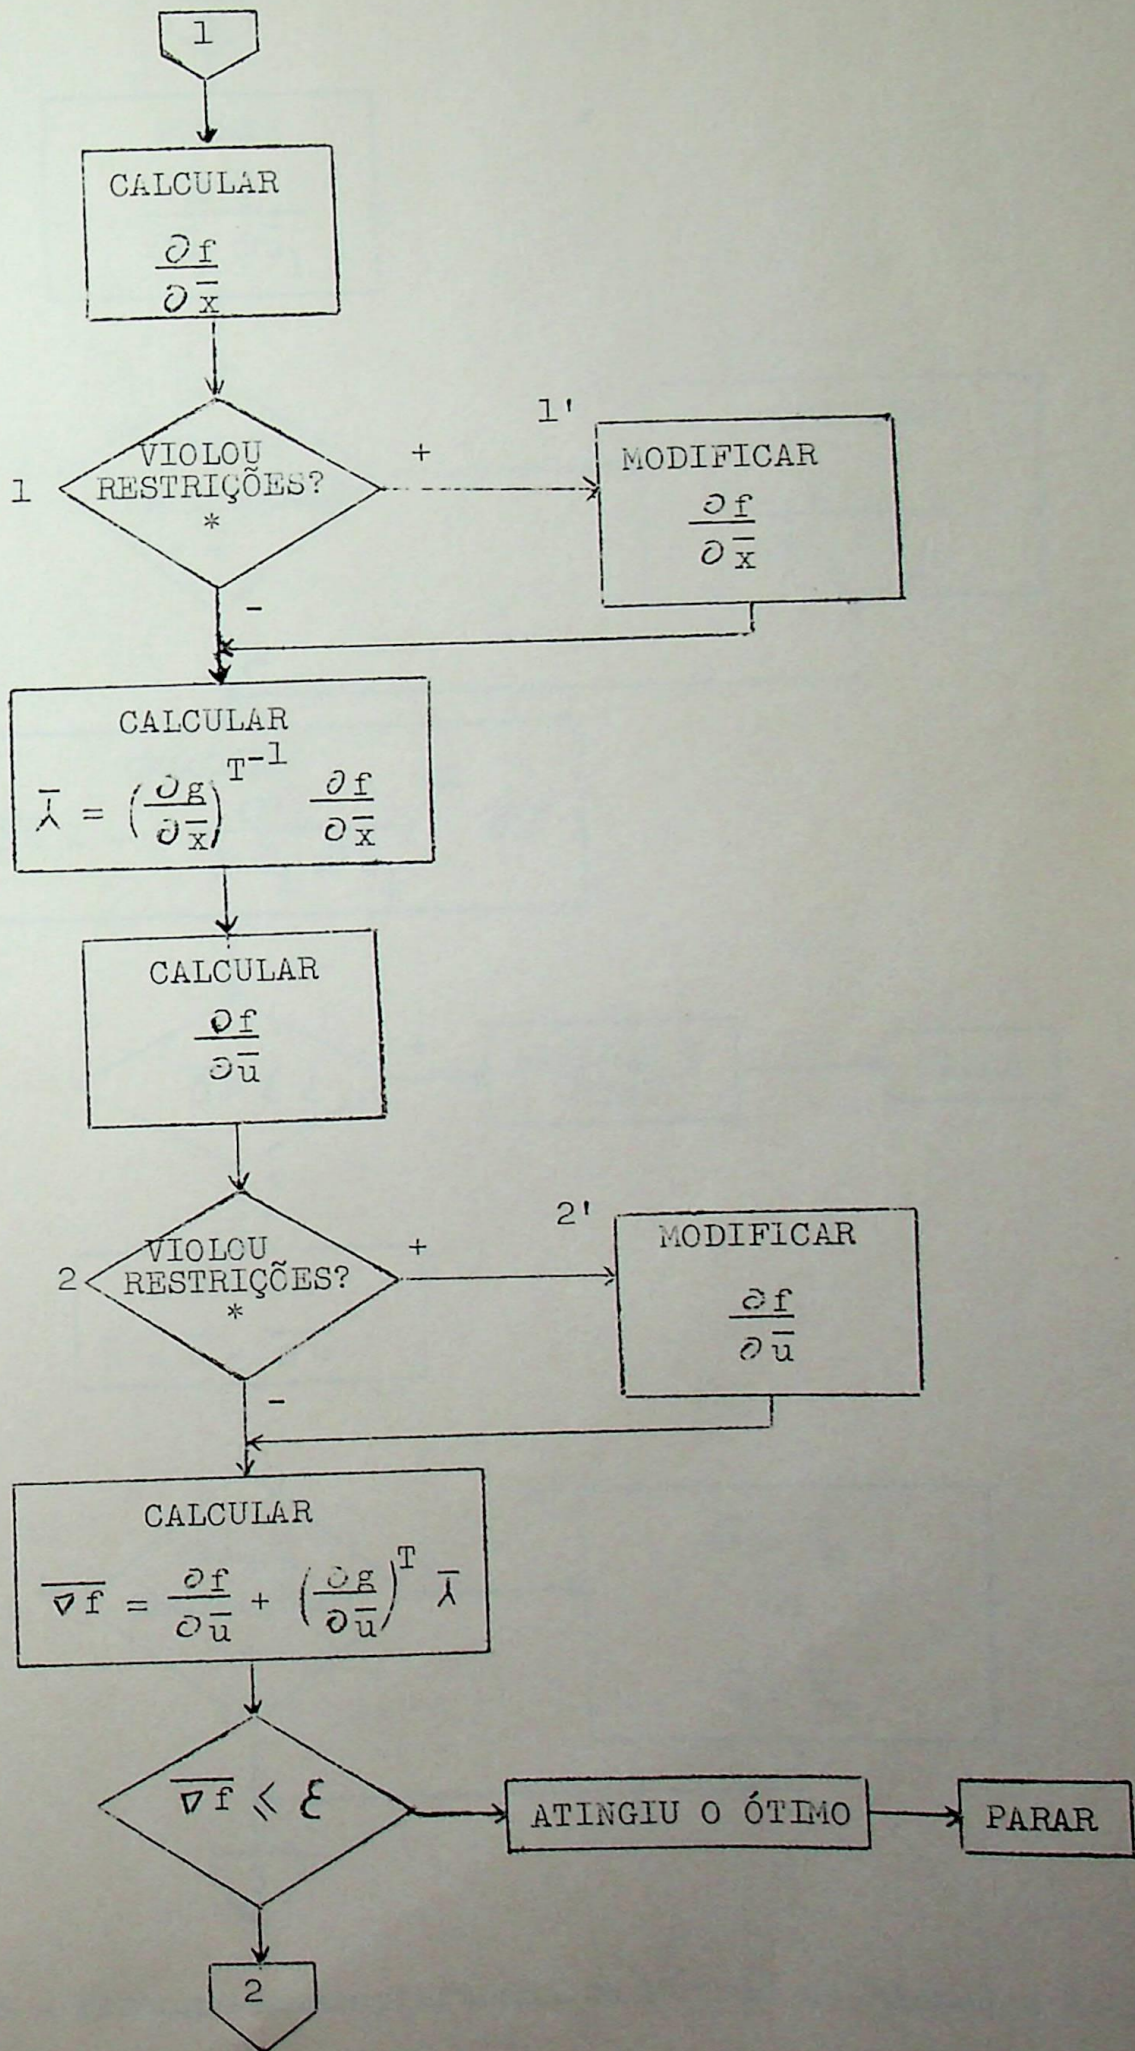 1
CALCULAR
∂f
∂x̅
1
VIOLOU
RESTRIÇÕES?
*
+
-
1'
MODIFICAR
∂f
∂x̅
CALCULAR
λ̅ = (∂g/∂x̅)^T^-1 ∂f/∂x̅
CALCULAR
∂f
∂u̅
2
VIOLOU
RESTRIÇÕES?
*
+
-
2'
MODIFICAR
∂f
∂u̅
CALCULAR
∇̅f̅ = ∂f/∂u̅ + (∂g/∂u̅)^T λ̅
∇̅f̅ ⩽ Ɛ
ATINGIU O ÓTIMO
PARAR
2